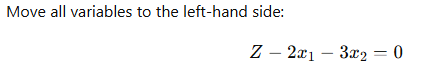 Move all variables to the left-hand side:
Z − 2x₁ − 3x₂ = 0